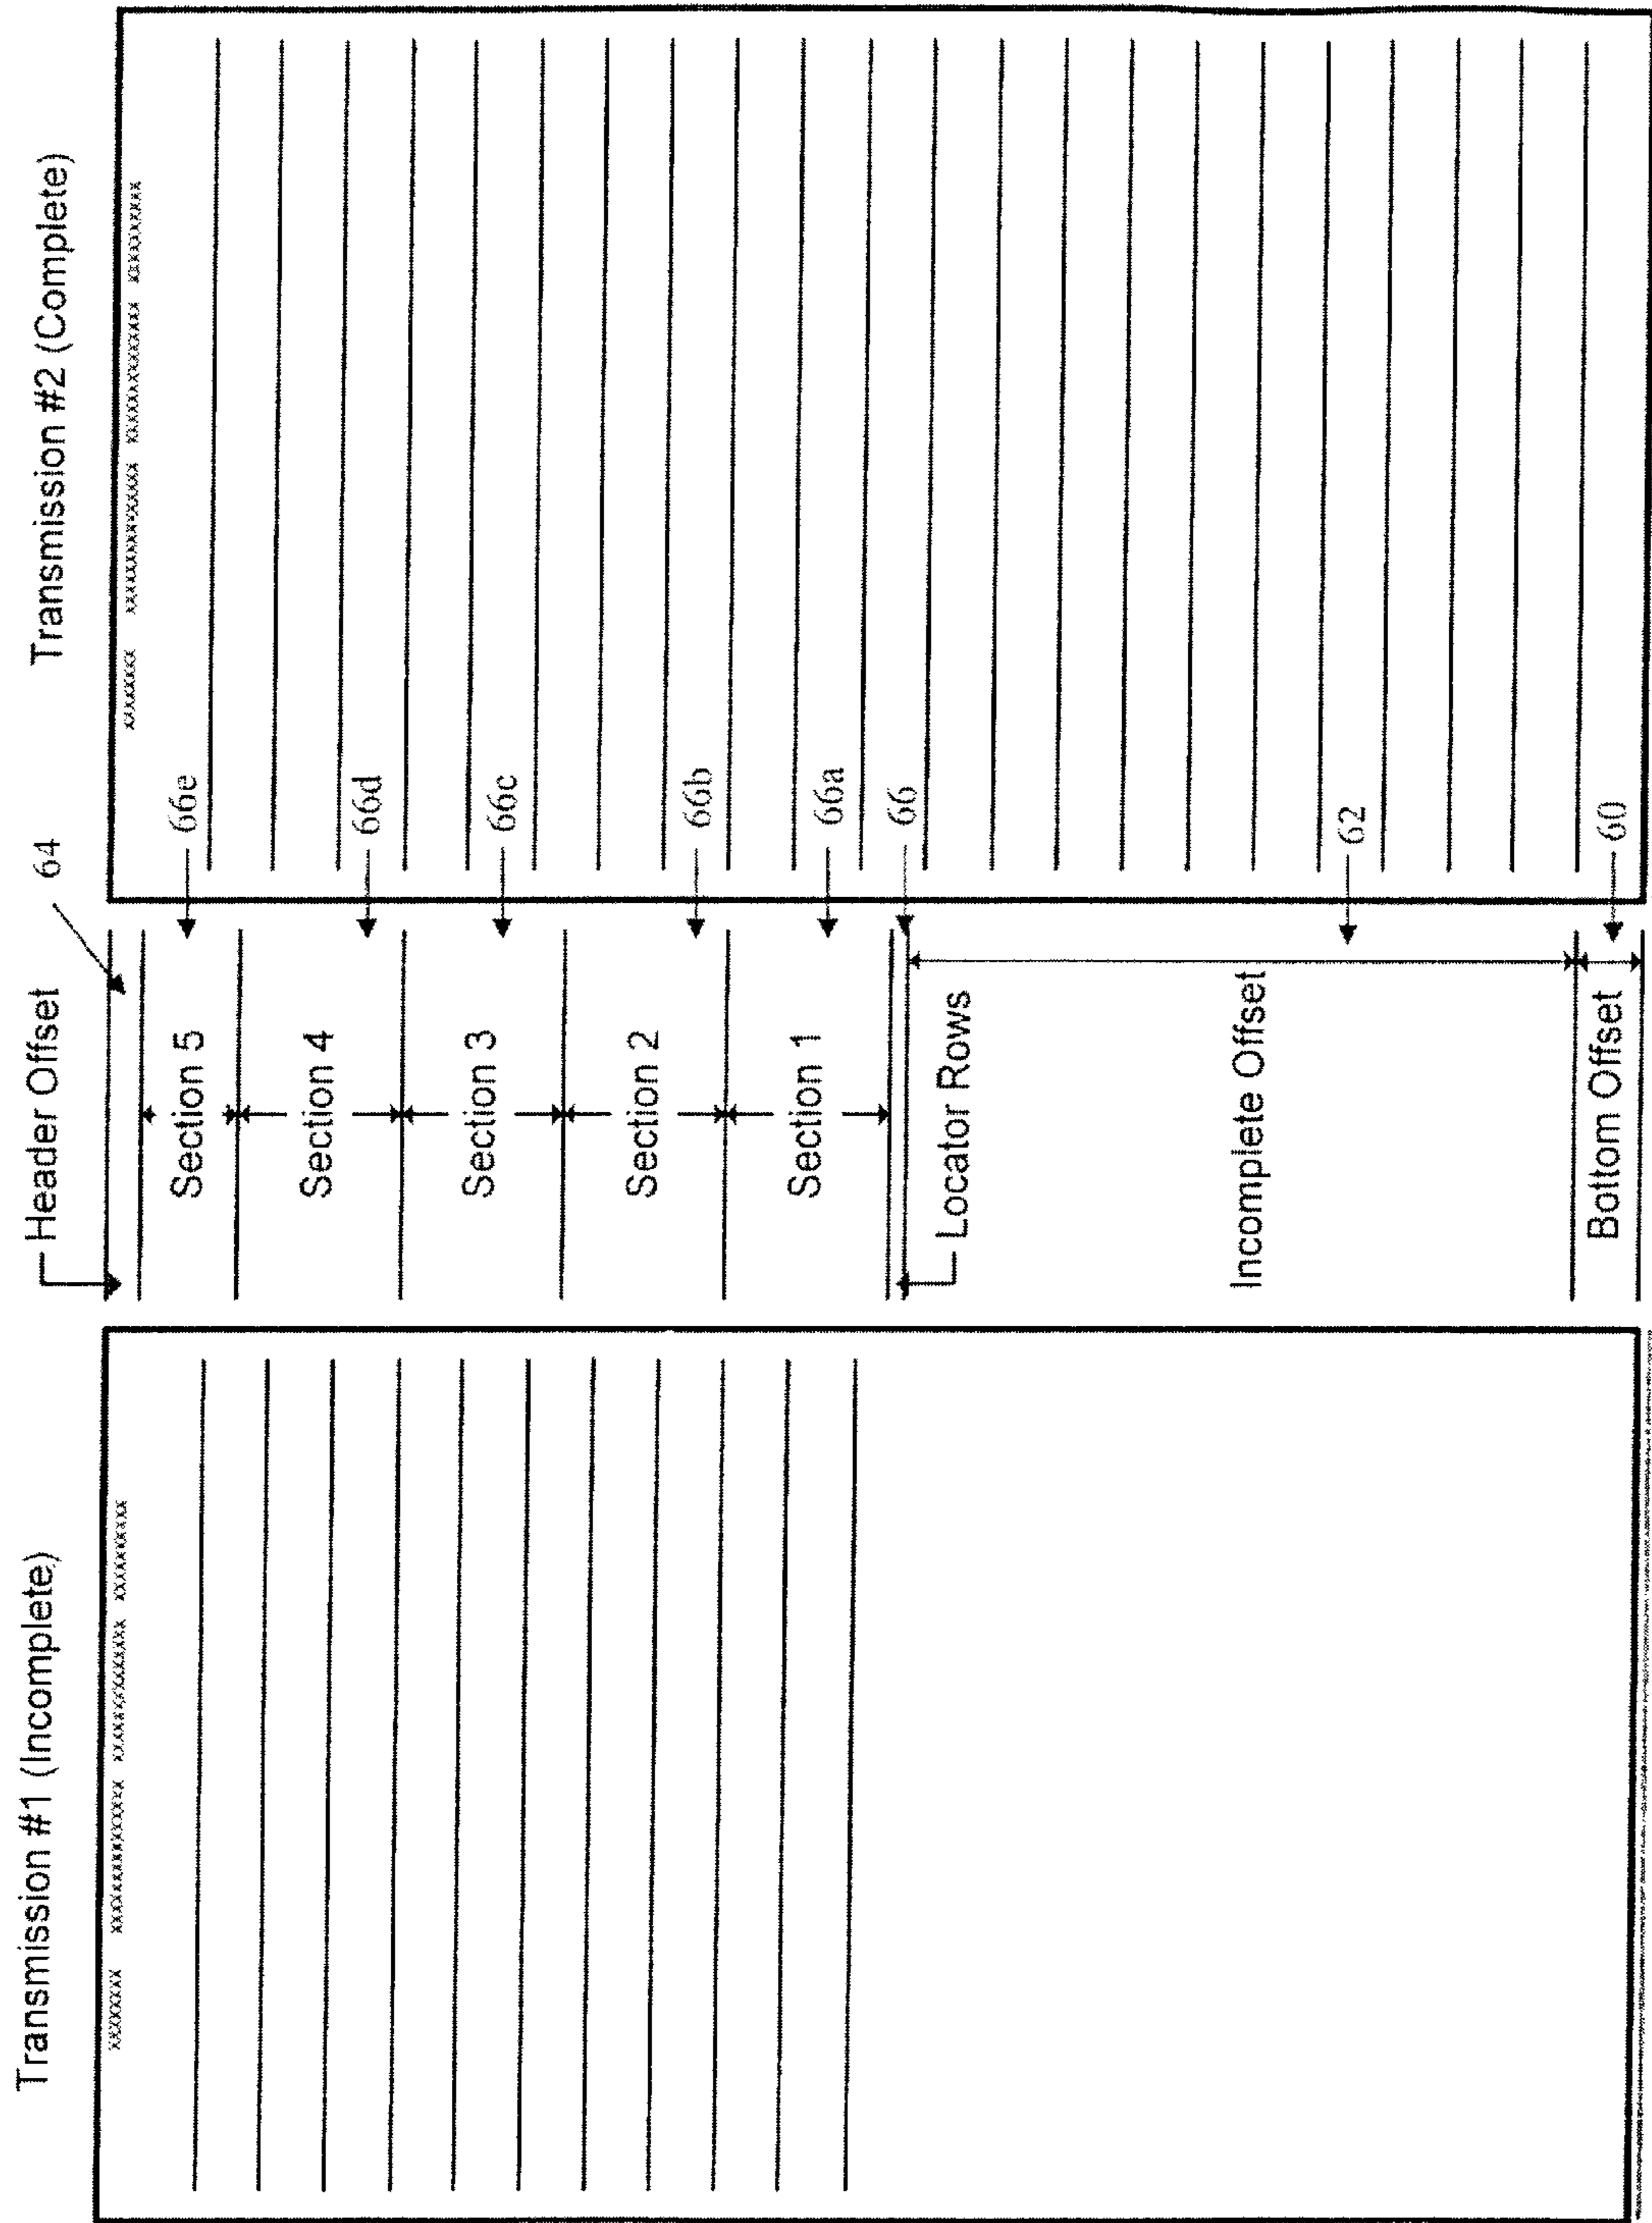 Transmission #1 (Incomplete)
Header Offset
64
Transmission #2 (Complete)
Section 5
66e
Section 4
66d
Section 3
66c
Section 2
66b
Section 1
66a
66
Locator Rows
Incomplete Offset
62
Bottom Offset
60